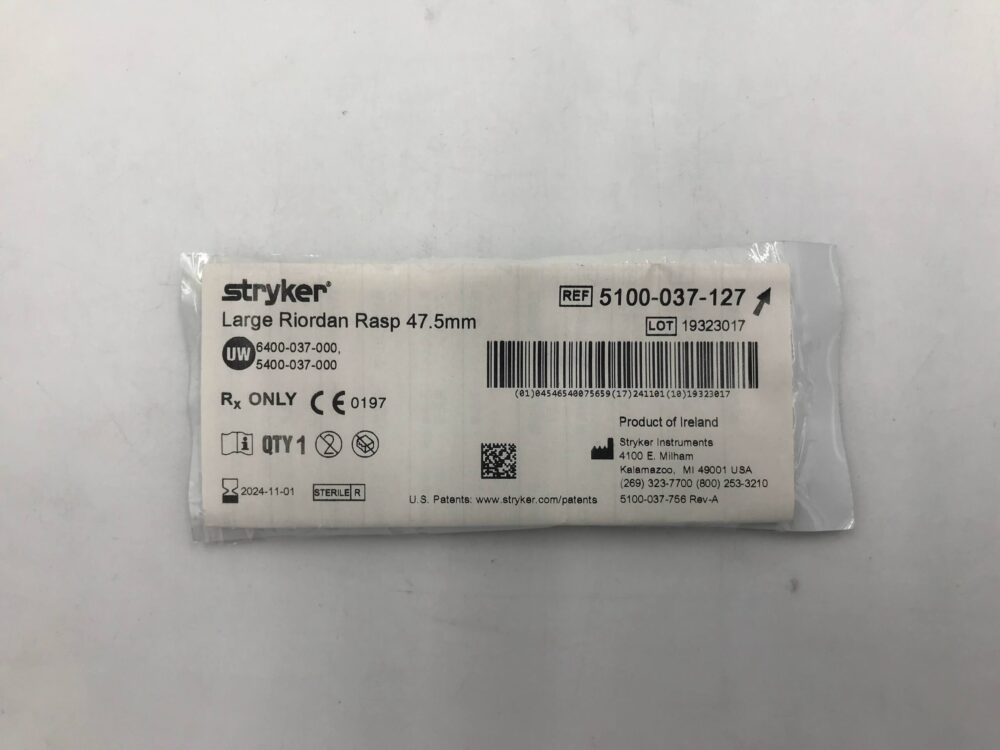 stryker®
Large Riordan Rasp 47.5mm
UW 6400-037-000,
5400-037-000
Rx ONLY CE 0197
i QTY 1 2
2024-11-01 STERILE R
REF 5100-037-127
LOT 19323017
(01)04546540075659(17)241101(10)19323017
Product of Ireland
Stryker Instruments
4100 E. Milham
Kalamazoo, MI 49001 USA
(269) 323-7700 (800) 253-3210
U.S. Patents: www.stryker.com/patents
5100-037-756 Rev-A